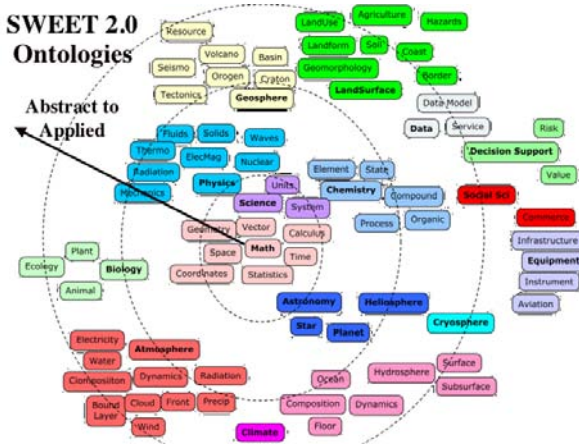 SWEET 2.0
Ontologies
Abstract to
Applied
Resource
Volcano
Basin
Seismo
Orogen
Craton
Tectonics
Geosphere
LandUse
Agriculture
Hazards
Landform
Soil
Coast
Geomorphology
Border
LandSurface
Data Model
Data
Service
Risk
Decision Support
Value
Fluids
Solids
Waves
Thermo
ElecMag
Nuclear
Radiation
Physics
Mechanics
Units
Science
System
Element
State
Chemistry
Compound
Process
Organic
Social Sci
Commerce
Infrastructure
Equipment
Instrument
Aviation
Geometry
Vector
Calculus
Space
Math
Time
Coordinates
Statistics
Plant
Ecology
Biology
Animal
Astronomy
Heliosphere
Star
Planet
Cryosphere
Electricity
Atmosphere
Water
Ciomposiiton
Dynamics
Radiation
Bound
Layer
Cloud
Front
Precip
Wind
Climate
Ocean
Hydrosphere
Surface
Subsurface
Composition
Dynamics
Floor